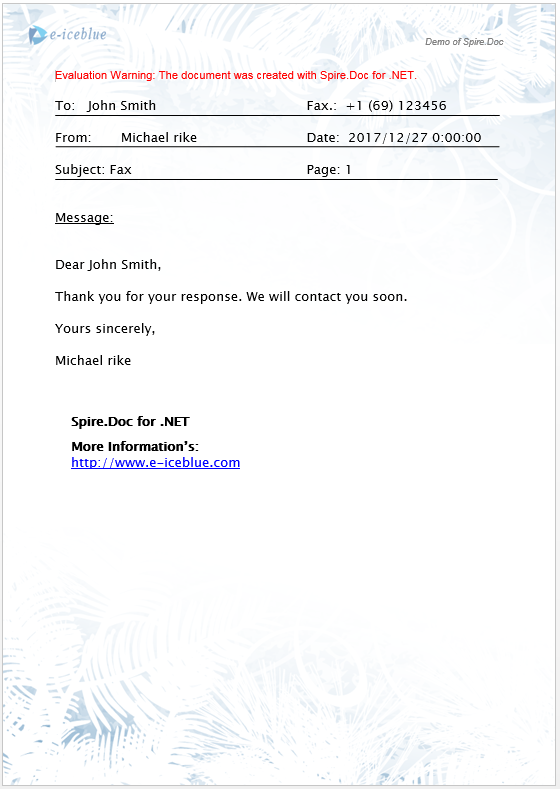 e-iceblue
Demo of Spire.Doc
Evaluation Warning: The document was created with Spire.Doc for .NET.
To: John Smith Fax.: +1 (69) 123456
From: Michael rike Date: 2017/12/27 0:00:00
Subject: Fax Page: 1
Message:
Dear John Smith,
Thank you for your response. We will contact you soon.
Yours sincerely,
Michael rike
Spire.Doc for .NET
More Information’s:
http://www.e-iceblue.com